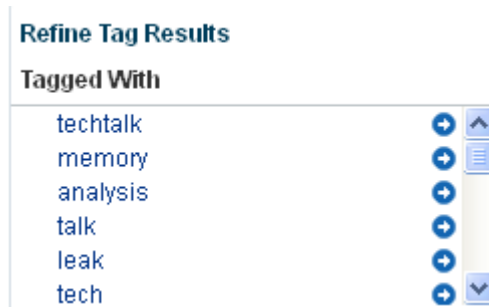 Refine Tag Results
Tagged With
techtalk
memory
analysis
talk
leak
tech